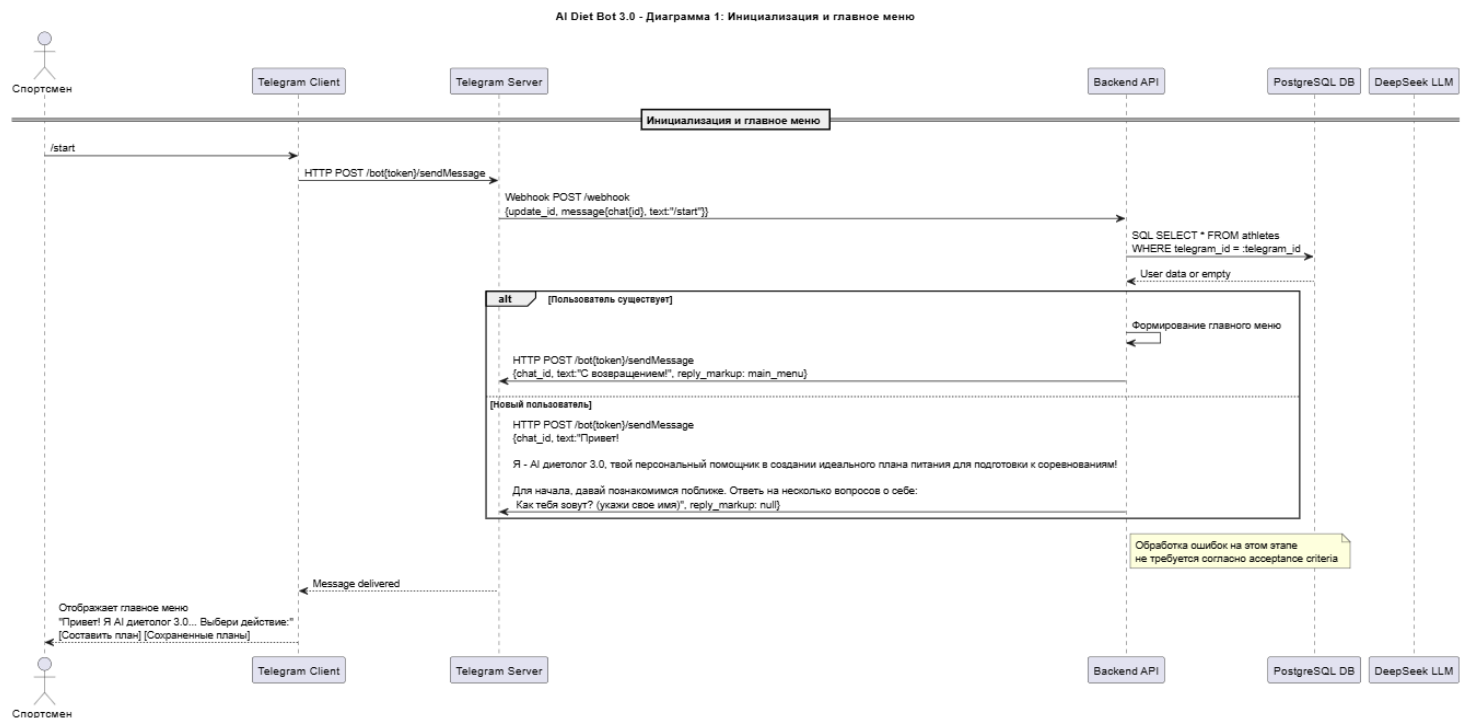 AI Diet Bot 3.0 - Диаграмма 1: Инициализация и главное меню
Спортсмен
Telegram Client
Telegram Server
Backend API
PostgreSQL DB
DeepSeek LLM
Инициализация и главное меню
/start
HTTP POST /bot{token}/sendMessage
Webhook POST /webhook
{update_id, message{chat{id}, text:"/start"}}
SQL SELECT * FROM athletes
WHERE telegram_id = :telegram_id
User data or empty
alt
[Пользователь существует]
Формирование главного меню
HTTP POST /bot{token}/sendMessage
{chat_id, text:"С возвращением!", reply_markup: main_menu}
[Новый пользователь]
HTTP POST /bot{token}/sendMessage
{chat_id, text:"Привет!
Я - AI диетолог 3.0, твой персональный помощник в создании идеального плана питания для подготовки к соревнованиям!
Для начала, давай познакомимся поближе. Ответь на несколько вопросов о себе:
Как тебя зовут? (укажи свое имя)", reply_markup: null}
Обработка ошибок на этом этапе
не требуется согласно acceptance criteria
Message delivered
Отображает главное меню
"Привет! Я AI диетолог 3.0... Выбери действие:"
[Составить план] [Сохраненные планы]
Telegram Client
Telegram Server
Backend API
PostgreSQL DB
DeepSeek LLM
Спортсмен